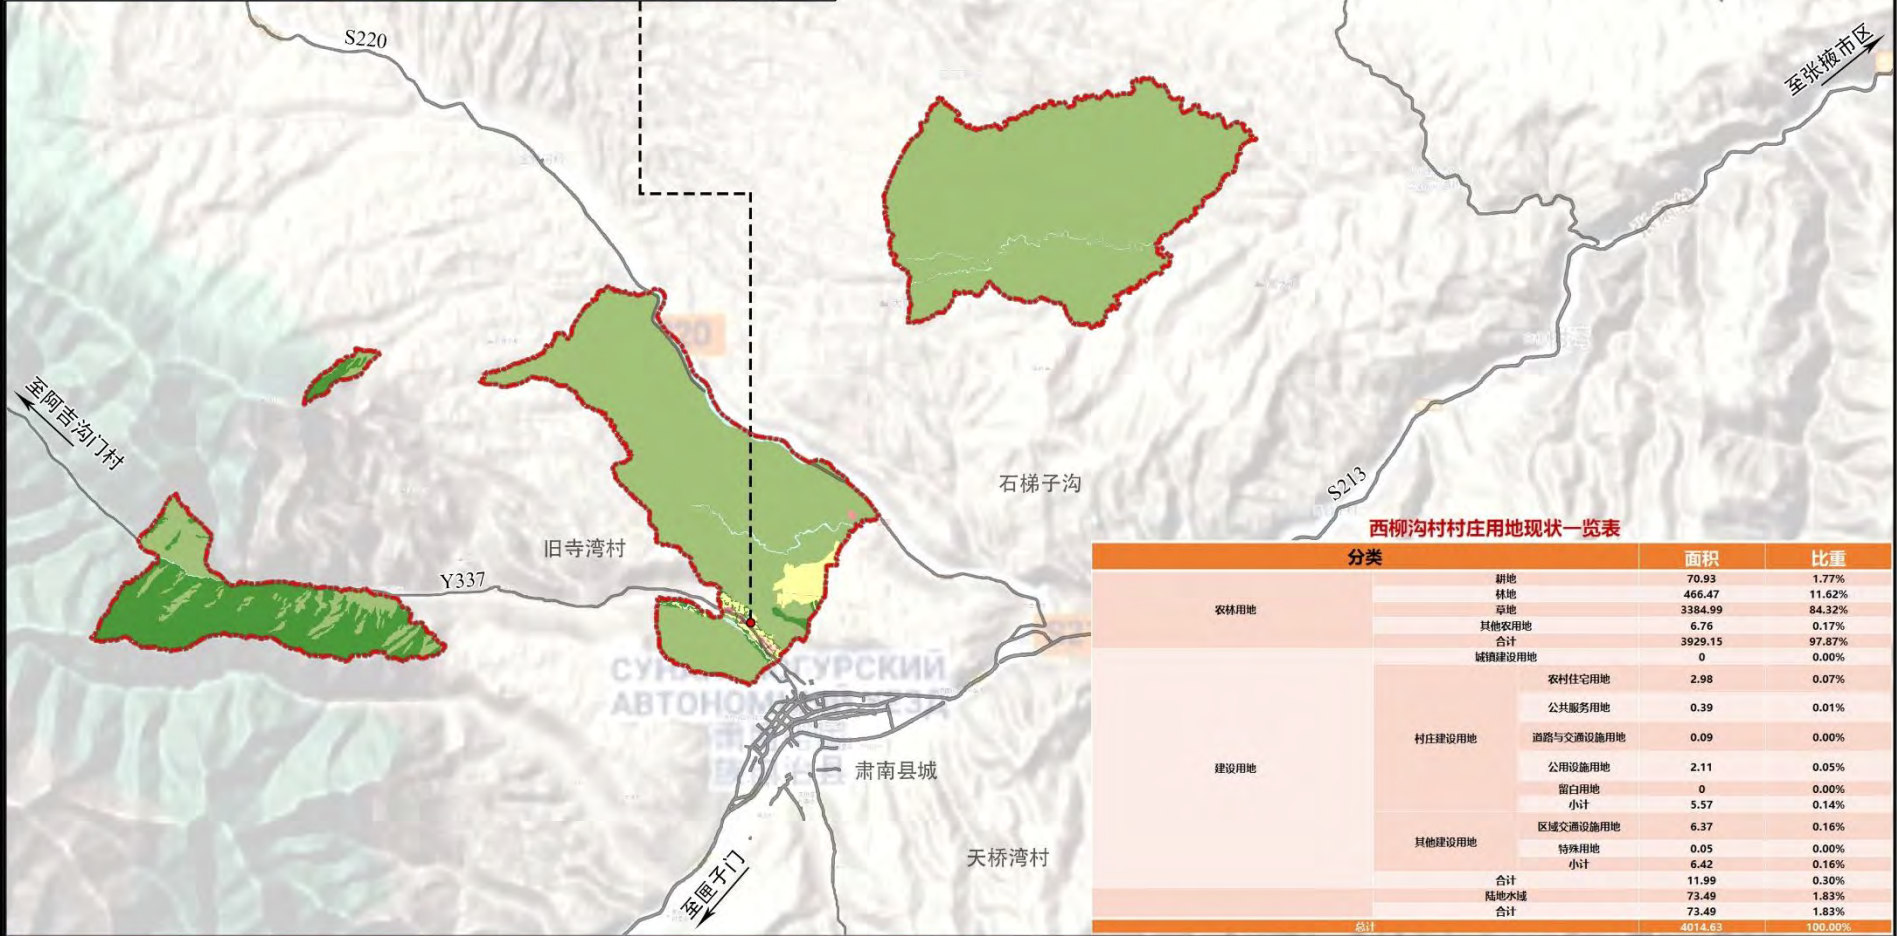 S220
至张掖市区
20
至阿吉沟门村
石梯子沟
S213
旧寺湾村
Y337
肃南县城
天桥湾村
至匣子门
西柳沟村村庄用地现状一览表
分类 面积 比重
农林用地 耕地 70.93 1.77%
林地 466.47 11.62%
草地 3384.99 84.32%
其他农用地 6.76 0.17%
合计 3929.15 97.87%
建设用地 城镇建设用地 0 0.00%
村庄建设用地 农村住宅用地 2.98 0.07%
公共服务用地 0.39 0.01%
道路与交通设施用地 0.09 0.00%
公用设施用地 2.11 0.05%
留白用地 0 0.00%
小计 5.57 0.14%
其他建设用地 区域交通设施用地 6.37 0.16%
特殊用地 0.05 0.00%
小计 6.42 0.16%
合计 11.99 0.30%
陆地水域 73.49 1.83%
合计 73.49 1.83%
总计 4014.63 100.00%